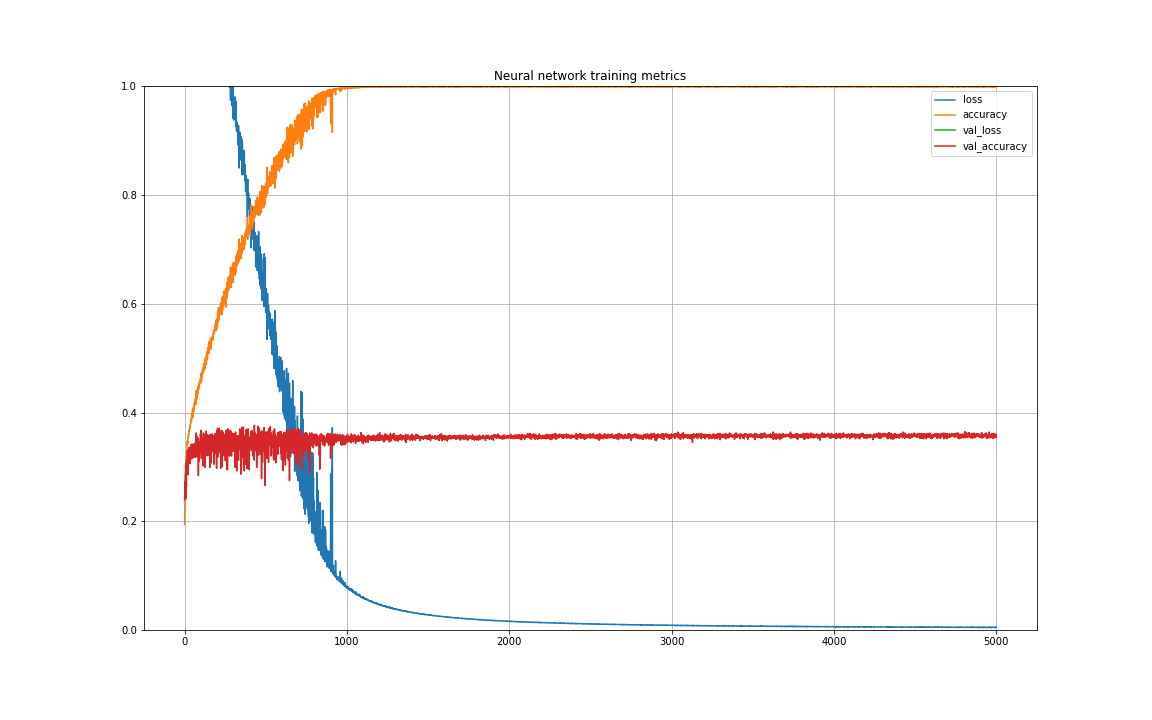 Neural network training metrics
1.0
0.8
0.6
0.4
0.2
0.0
loss
accuracy
val_loss
val_accuracy
0 1000 2000 3000 4000 5000